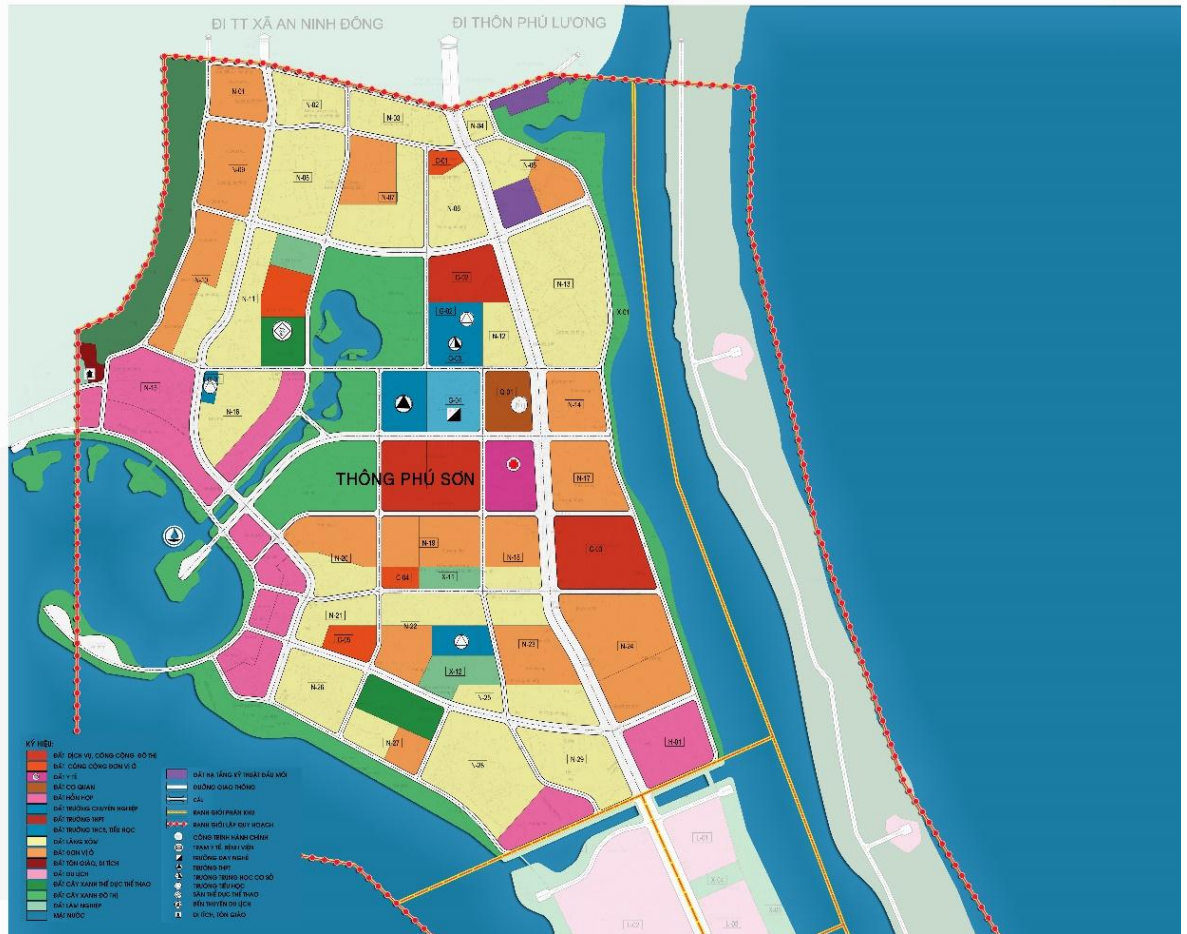 ĐI TT XÃ AN NINH ĐÔNG
ĐI THÔN PHÚ LƯƠNG
N-01
N-02
N-03
N-04
N-09
N-08
N-07
C-01
N-05
N-10
N-11
C-02
N-13
X-01
N-12
N-15
N-16
N-14
THÔNG PHÚ SƠN
N-17
N-20
N-19
C-03
C-04
X-11
N-21
N-22
C-05
N-23
N-24
X-12
N-26
N-25
N-27
N-29
H-01
KÝ HIỆU:
ĐẤT DỊCH VỤ, CÔNG CỘNG ĐÔ THỊ
ĐẤT CÔNG CỘNG ĐƠN VỊ Ở
ĐẤT Y TẾ
ĐẤT CƠ QUAN
ĐẤT HỖN HỢP
ĐẤT TRƯỜNG CHUYÊN NGHIỆP
ĐẤT TRƯỜNG THPT
ĐẤT TRƯỜNG THCS, TIỂU HỌC
ĐẤT LÀNG XÓM
ĐẤT ĐƠN VỊ Ở
ĐẤT TÔN GIÁO, DI TÍCH
ĐẤT DU LỊCH
ĐẤT CÂY XANH THỂ DỤC THỂ THAO
ĐẤT CÂY XANH ĐÔ THỊ
ĐẤT LÂM NGHIỆP
MẶT NƯỚC
ĐẤT HẠ TẦNG KỸ THUẬT ĐẦU MỐI
ĐƯỜNG GIAO THÔNG
CẦU
RANH GIỚI PHÂN KHU
RANH GIỚI LẬP QUY HOẠCH
CÔNG TRÌNH HÀNH CHÍNH
TRẠM Y TẾ, BỆNH VIỆN
TRƯỜNG DẠY NGHỀ
TRƯỜNG THPT
TRƯỜNG TRUNG HỌC CƠ SỞ
TRƯỜNG TIỂU HỌC
SÂN THỂ DỤC THỂ THAO
BẾN THUYỀN DU LỊCH
DI TÍCH, TÔN GIÁO